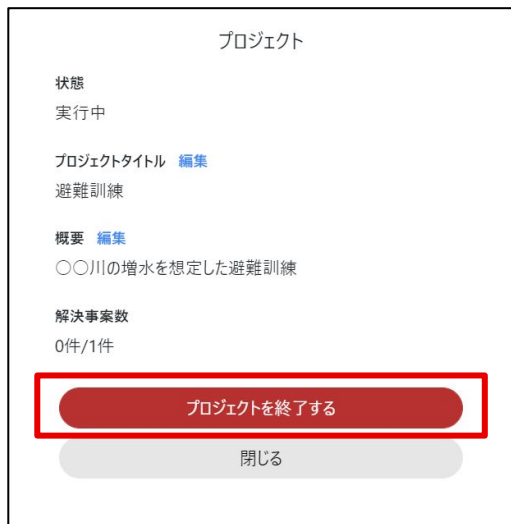 プロジェクト
状態
実行中
プロジェクトタイトル 編集
避難訓練
概要 編集
○○川の増水を想定した避難訓練
解決事案数
0件/1件
プロジェクトを終了する
閉じる